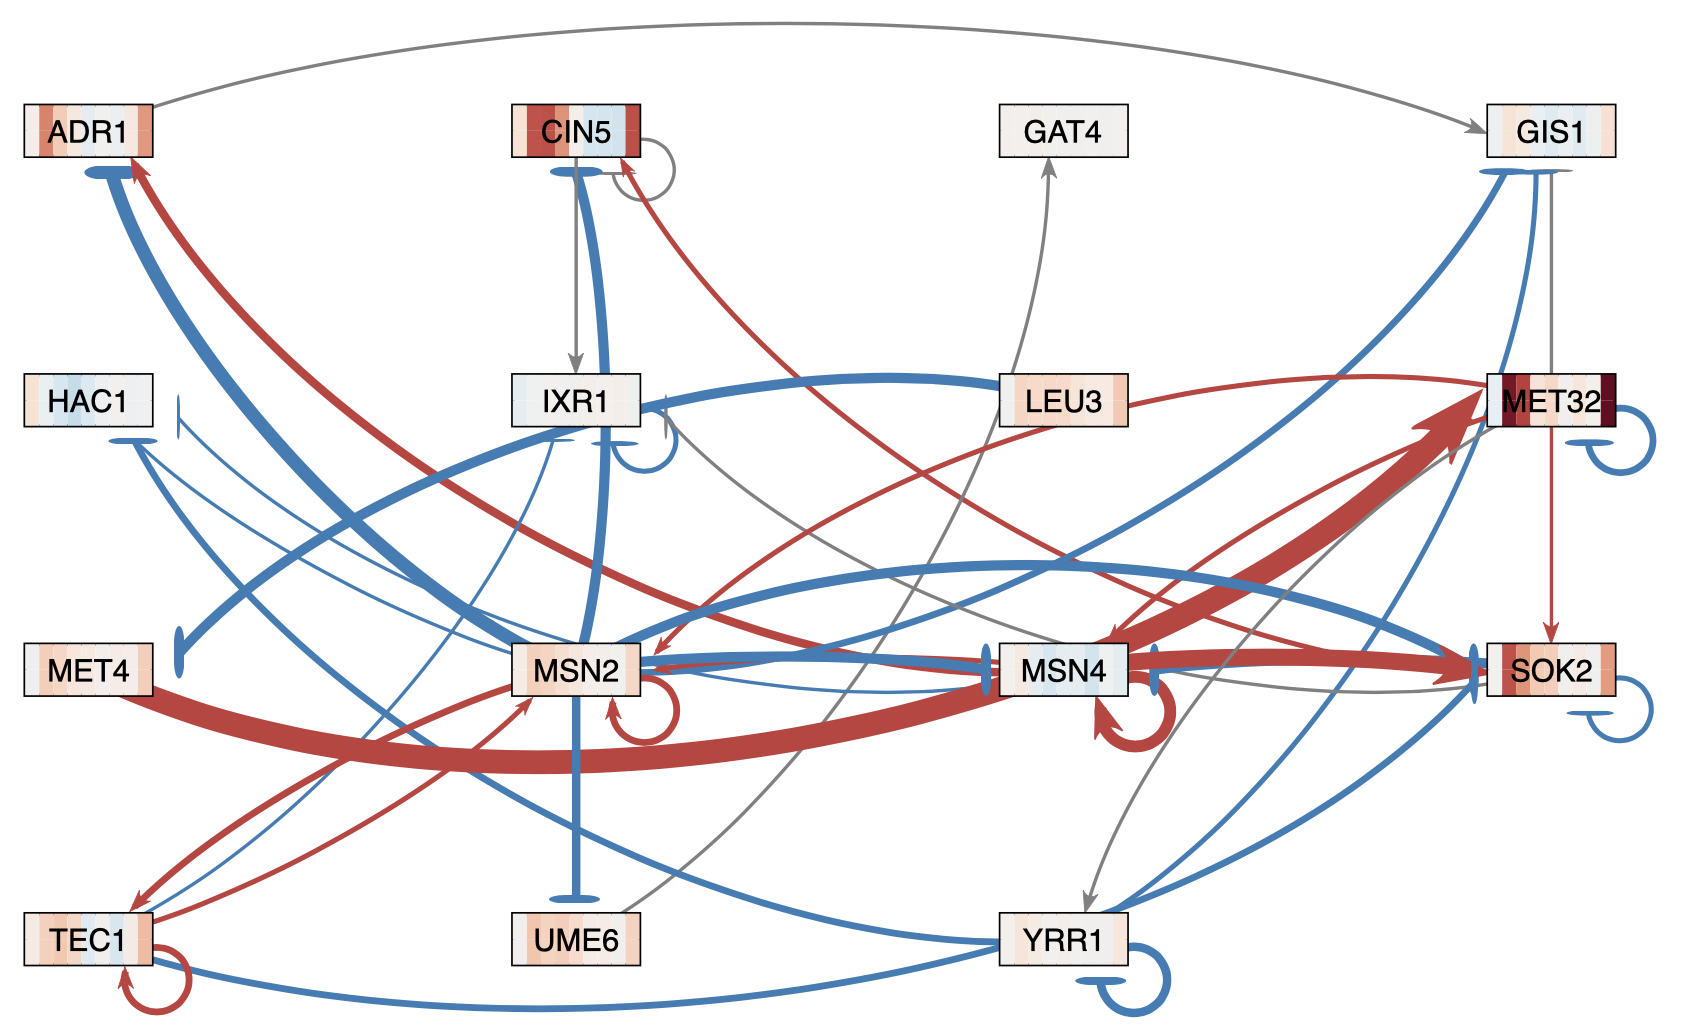 ADR1 CIN5 GAT4 GIS1
HAC1 IXR1 LEU3 MET32
MET4 MSN2 MSN4 SOK2
TEC1 UME6 YRR1